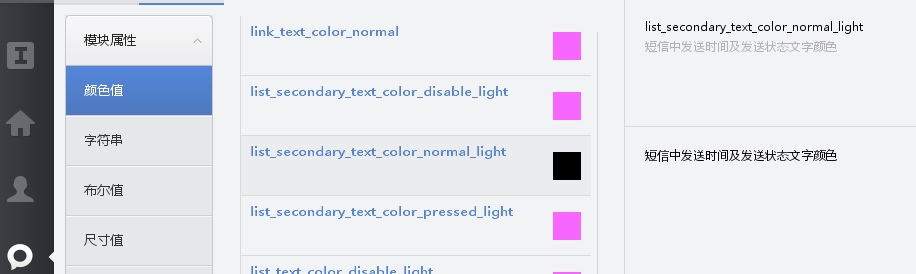 模块属性
颜色值
字符串
布尔值
尺寸值
link_text_color_normal
list_secondary_text_color_disable_light
list_secondary_text_color_normal_light
list_secondary_text_color_pressed_light
list_text_color_disable_light
list_secondary_text_color_normal_light
短信中发送时间及发送状态文字颜色
短信中发送时间及发送状态文字颜色